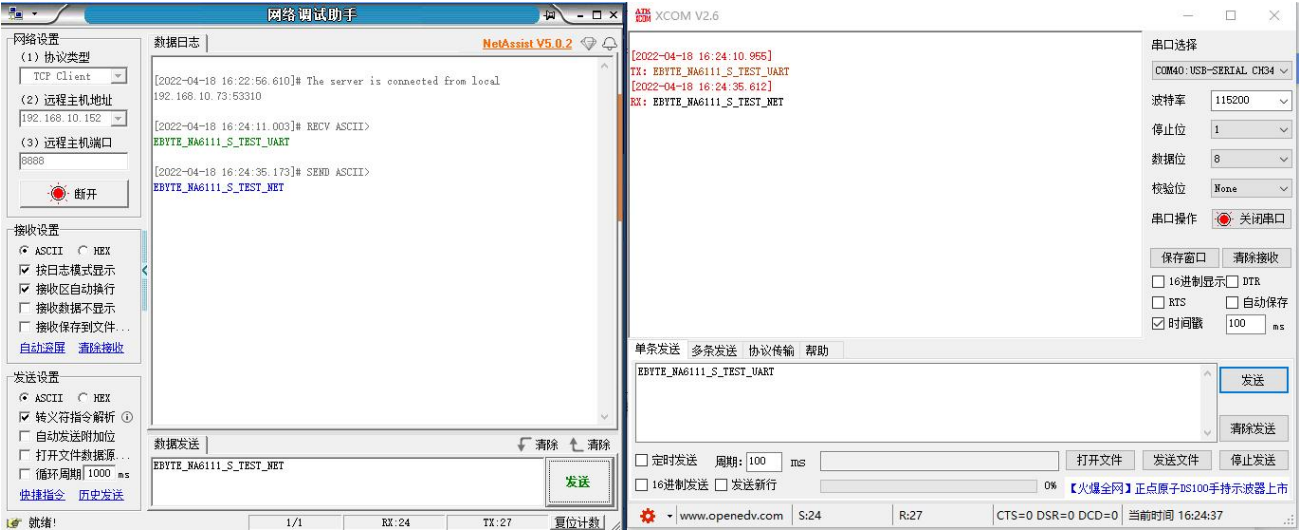 网络调试助手
网络设置
(1) 协议类型
TCP Client
(2) 远程主机地址
192.168.10.152
(3) 远程主机端口
8888
断开
接收设置
ASCII HEX
按日志模式显示
接收区自动换行
接收数据不显示
接收保存到文件...
自动滚屏 清除接收
发送设置
ASCII HEX
转义符指令解析
自动发送附加位
打开文件数据源...
循环周期 1000 ms
快捷指令 历史发送
数据日志
NetAssist V5.0.2
[2022-04-18 16:22:56.610]# The server is connected from local
192.168.10.73:53310
[2022-04-18 16:24:11.003]# RECV ASCII>
EBYTE_NA6111_S_TEST_UART
[2022-04-18 16:24:35.173]# SEND ASCII>
EBYTE_NA6111_S_TEST_NET
数据发送
清除 清除
EBYTE_NA6111_S_TEST_NET
发送
就绪!
1/1
RX:24
TX:27
复位计数
ATK XCOM XCOM V2.6
[2022-04-18 16:24:10.955]
TX: EBYTE_NA6111_S_TEST_UART
[2022-04-18 16:24:35.612]
RX: EBYTE_NA6111_S_TEST_NET
串口选择
COM40:USB-SERIAL CH34
波特率 115200
停止位 1
数据位 8
校验位 None
串口操作 关闭串口
保存窗口 清除接收
16进制显示 DTR
RTS 自动保存
时间戳 100 ms
单条发送 多条发送 协议传输 帮助
EBYTE_NA6111_S_TEST_UART
发送
清除发送
定时发送 周期: 100 ms
打开文件 发送文件 停止发送
16进制发送 发送新行
0% 【火爆全网】正点原子DS100手持示波器上市
www.openedv.com S:24 R:27 CTS=0 DSR=0 DCD=0 当前时间 16:24:37